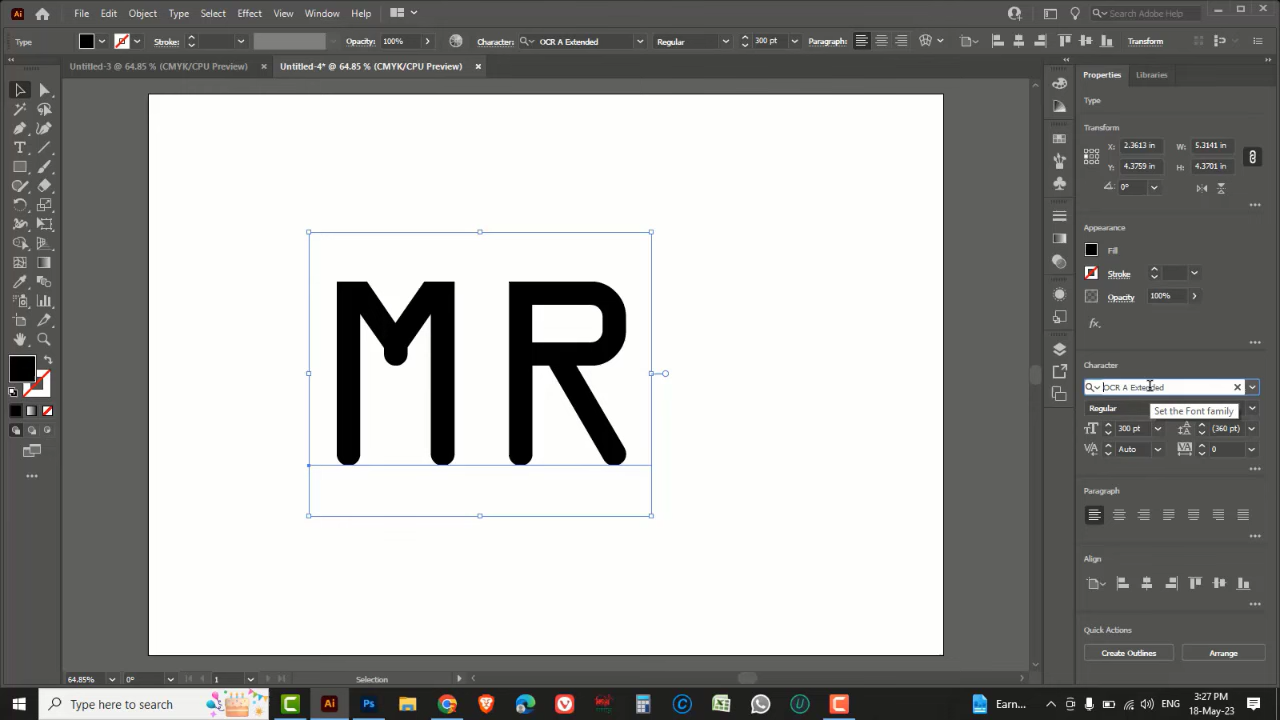 Ai File Edit Object Type Select Effect View Window Help Search Adobe Help
Type Stroke: Opacity: 100% Character: OCR A Extended Regular 300 pt Paragraph: Transform
Untitled-3 @ 64.85 % (CMYK/CPU Preview) × Untitled-4* @ 64.85 % (CMYK/CPU Preview) ×
Properties Libraries
Type
Transform
X: 2.3613 in W: 5.3141 in
Y: 4.3759 in H: 4.3701 in
0°
Appearance
Fill
Stroke
Opacity 100%
fx.
Character
OCR A Extended
Regular
Set the Font family
300 pt (360 pt)
Auto 0
Paragraph
Align
Quick Actions
Create Outlines Arrange
MR
64.85% 0° 1 Selection
Type here to search Ai Ps Earn... ENG 3:27 PM
18-May-23